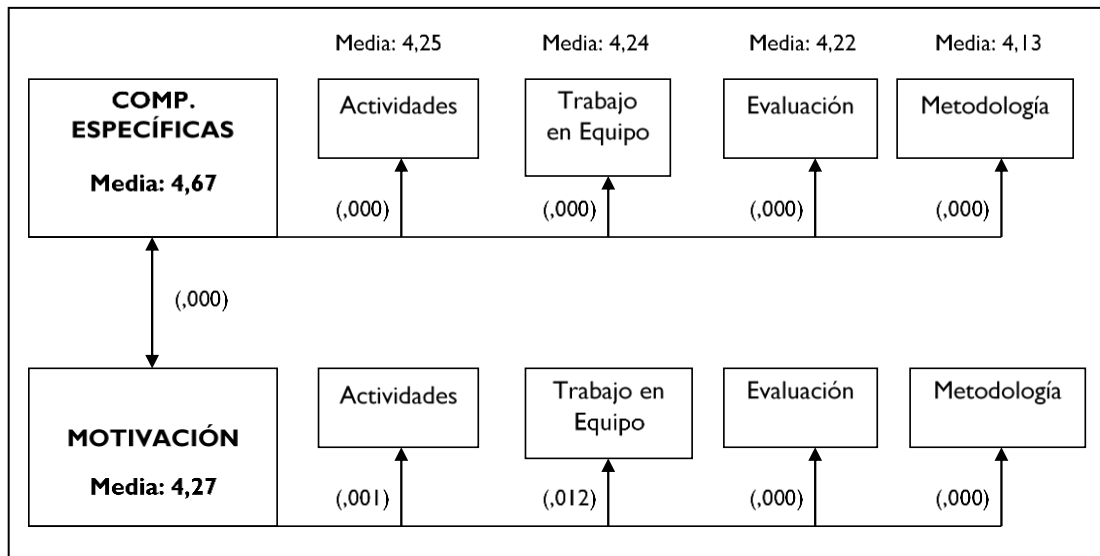 Media: 4,25
Media: 4,24
Media: 4,22
Media: 4,13
COMP.
ESPECÍFICAS
Media: 4,67
Actividades
Trabajo
en Equipo
Evaluación
Metodología
(,000)
(,000)
(,000)
(,000)
(,000)
MOTIVACIÓN
Media: 4,27
Actividades
Trabajo en
Equipo
Evaluación
Metodología
(,001)
(,012)
(,000)
(,000)